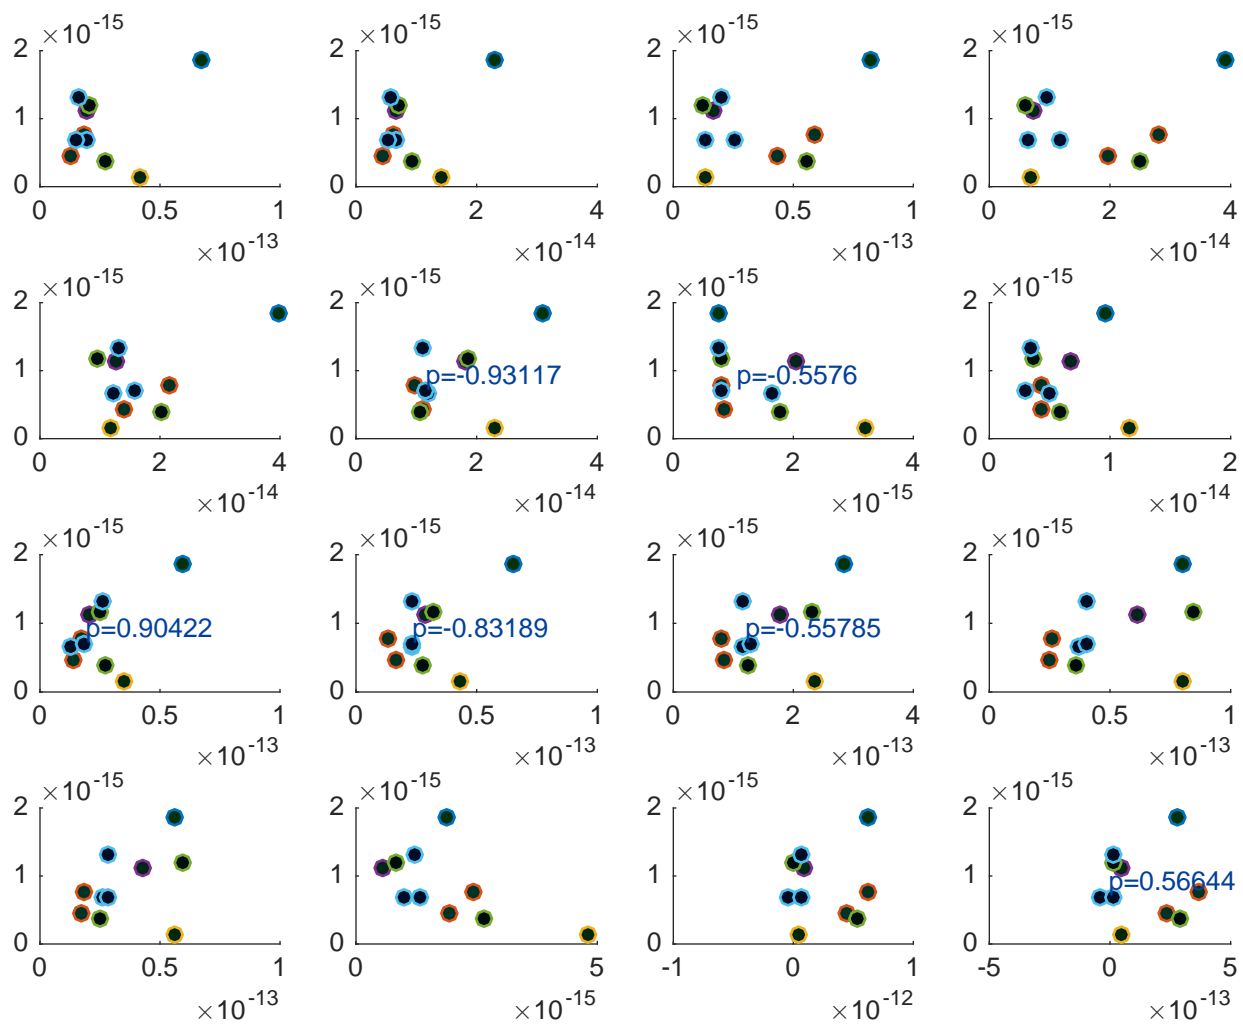 ×10-15 ×10-15 ×10-15 ×10-15
2 2 2 2
1 1 1 1
0 0 0 0
0 0.5 1 0 2 4 0 0.5 1 0 2 4
×10-13 ×10-14 ×10-13 ×10-14
×10-15 ×10-15 ×10-15 ×10-15
2 2 2 2
1 p=-0.93117 1 p=-0.5576 1 1
0 0 0 0
0 2 4 0 2 4 0 2 4 0 1 2
×10-14 ×10-14 ×10-15 ×10-14
×10-15 ×10-15 ×10-15 ×10-15
2 2 2 2
1 p=0.90422 1 p=-0.83189 1 p=-0.55785 1
0 0 0 0
0 0.5 1 0 0.5 1 0 2 4 0 0.5 1
×10-13 ×10-13 ×10-13 ×10-13
×10-15 ×10-15 ×10-15 ×10-15
2 2 2 2
1 1 1 1 p=0.56644
0 0 0 0
0 0.5 1 0 5 -1 0 1 -5 0 5
×10-13 ×10-15 ×10-12 ×10-13